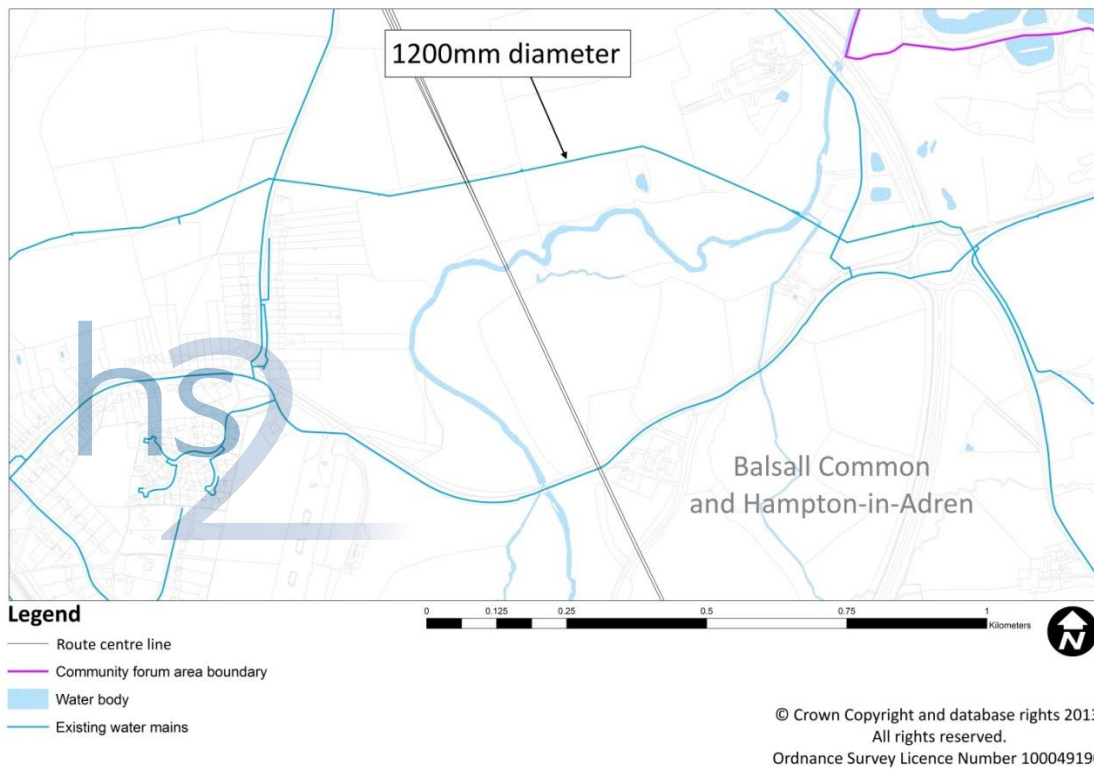 1200mm diameter
hs2
Balsall Common
and Hampton-in-Adren
Legend
Route centre line
Community forum area boundary
Water body
Existing water mains
0 0.125 0.25 0.5 0.75 1
Kilometers
N
© Crown Copyright and database rights 2013
All rights reserved.
Ordnance Survey Licence Number 100049190